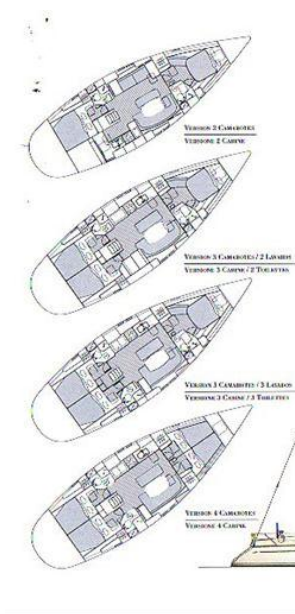 VERSION 2 CAMAROTES
VERSIONE 2 CABINE
VERSION 3 CAMAROTES / 2 LAVABOS
VERSIONE 3 CABINE / 2 TOILETTES
VERSION 3 CAMAROTES / 3 LAVABOS
VERSIONE 3 CABINE / 3 TOILETTES
VERSION 4 CAMAROTES
VERSIONE 4 CABINE